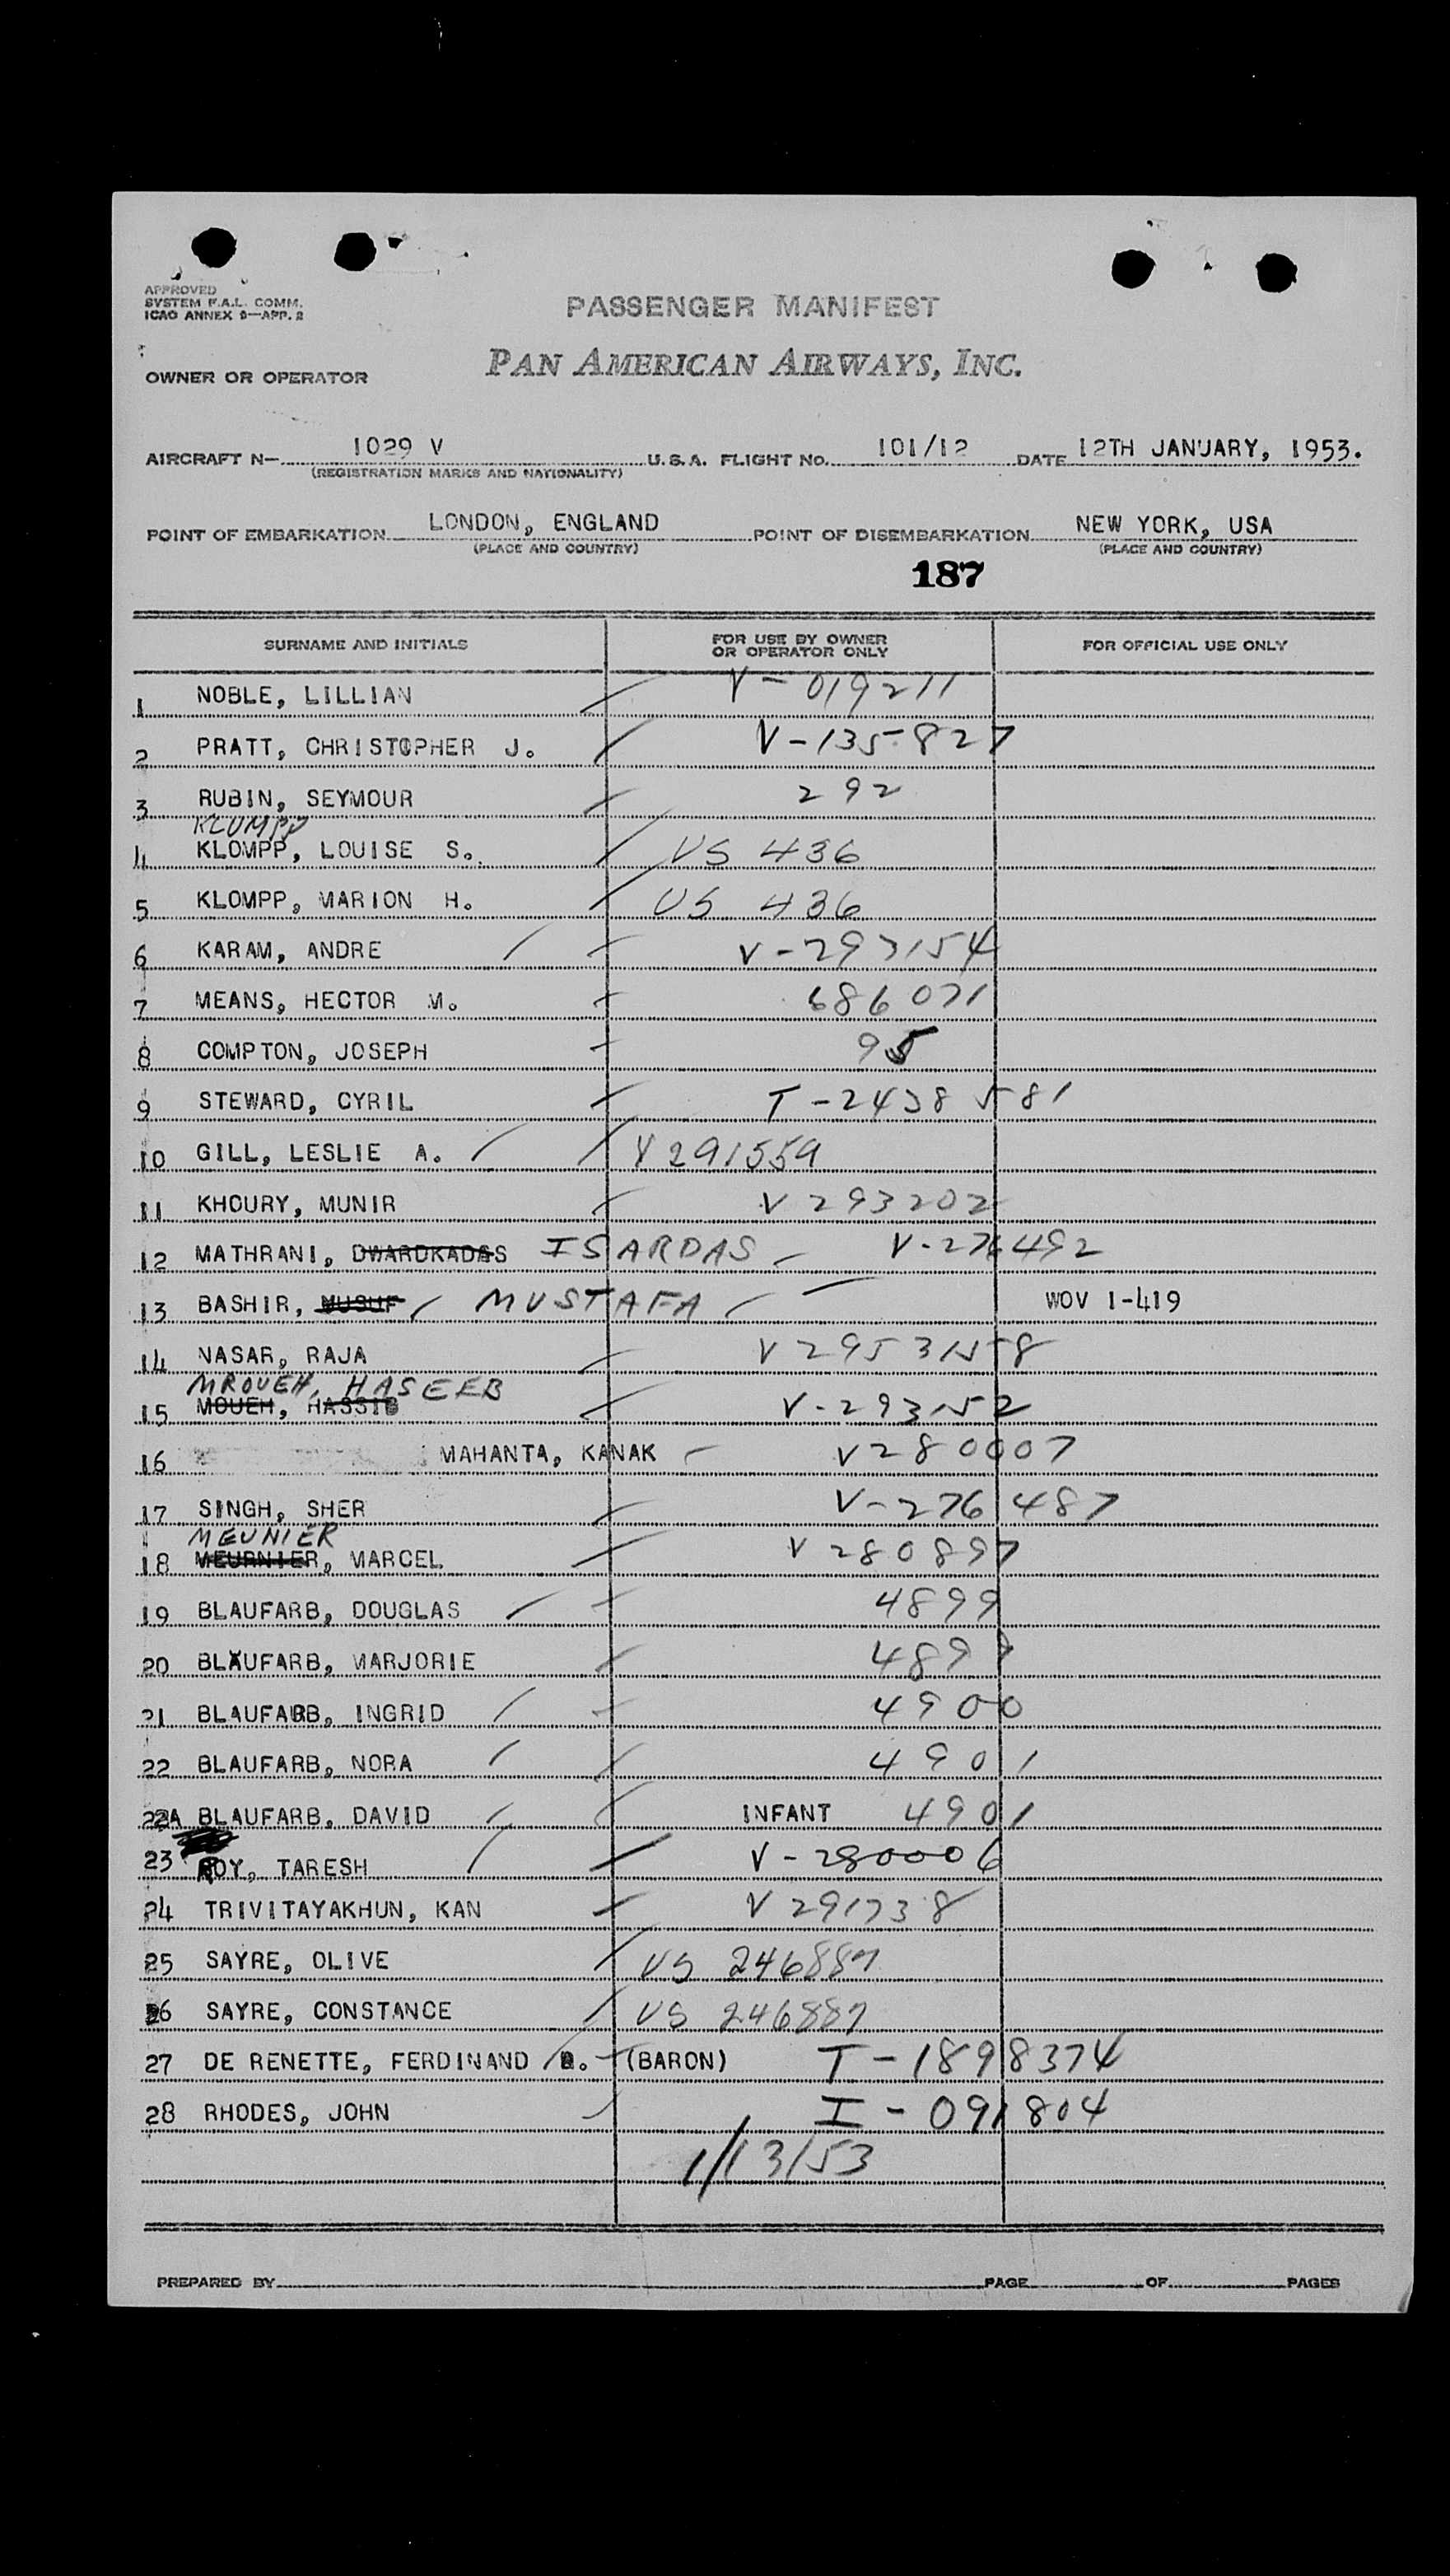 APPROVED
SYSTEM F.A.L. COMM.
ICAO ANNEX 9—APP. 2
PASSENGER MANIFEST
OWNER OR OPERATOR PAN AMERICAN AIRWAYS, INC.
AIRCRAFT N— 1029 V U.S.A. FLIGHT NO. 101/12 DATE 12TH JANUARY, 1953.
(REGISTRATION MARKS AND NATIONALITY)
POINT OF EMBARKATION LONDON, ENGLAND POINT OF DISEMBARKATION NEW YORK, USA
(PLACE AND COUNTRY) (PLACE AND COUNTRY)
187
SURNAME AND INITIALS FOR USE BY OWNER OR OPERATOR ONLY FOR OFFICIAL USE ONLY
1 NOBLE, LILLIAN V-019211
2 PRATT, CHRISTOPHER J. V-135827
3 RUBIN, SEYMOUR 292
KLUMPP
4 KLOMPP, LOUISE S. US 436
5 KLOMPP, MARION H. US 436
6 KARAM, ANDRE V-293154
7 MEANS, HECTOR M. 686071
8 COMPTON, JOSEPH 95
9 STEWARD, CYRIL T-2438581
10 GILL, LESLIE A. V291559
11 KHOURY, MUNIR V 293202
12 MATHRANI, DWAROKADAS ISARDAS V-276492
13 BASHIR, MUSUF MUSTAFA WOV 1-419
14 NASAR, RAJA V 293158
MROUEH, HASEEB
15 MOUEH, HASSIB V-293152
16 MAHANTA, KANAK V280007
17 SINGH, SHER V-276487
MEUNIER
18 MEURNIER, MARCEL V 280897
19 BLAUFARB, DOUGLAS 4899
20 BLAUFARB, MARJORIE 4899
21 BLAUFARB, INGRID 4900
22 BLAUFARB, NORA 4901
22A BLAUFARB, DAVID INFANT 4901
23 ROY, TARESH V-280006
24 TRIVITAYAKHUN, KAN V 291738
25 SAYRE, OLIVE US 246887
26 SAYRE, CONSTANCE US 246887
27 DE RENETTE, FERDINAND D. (BARON) T-1898374
28 RHODES, JOHN I-091804
1/13/53
PREPARED BY PAGE OF PAGES